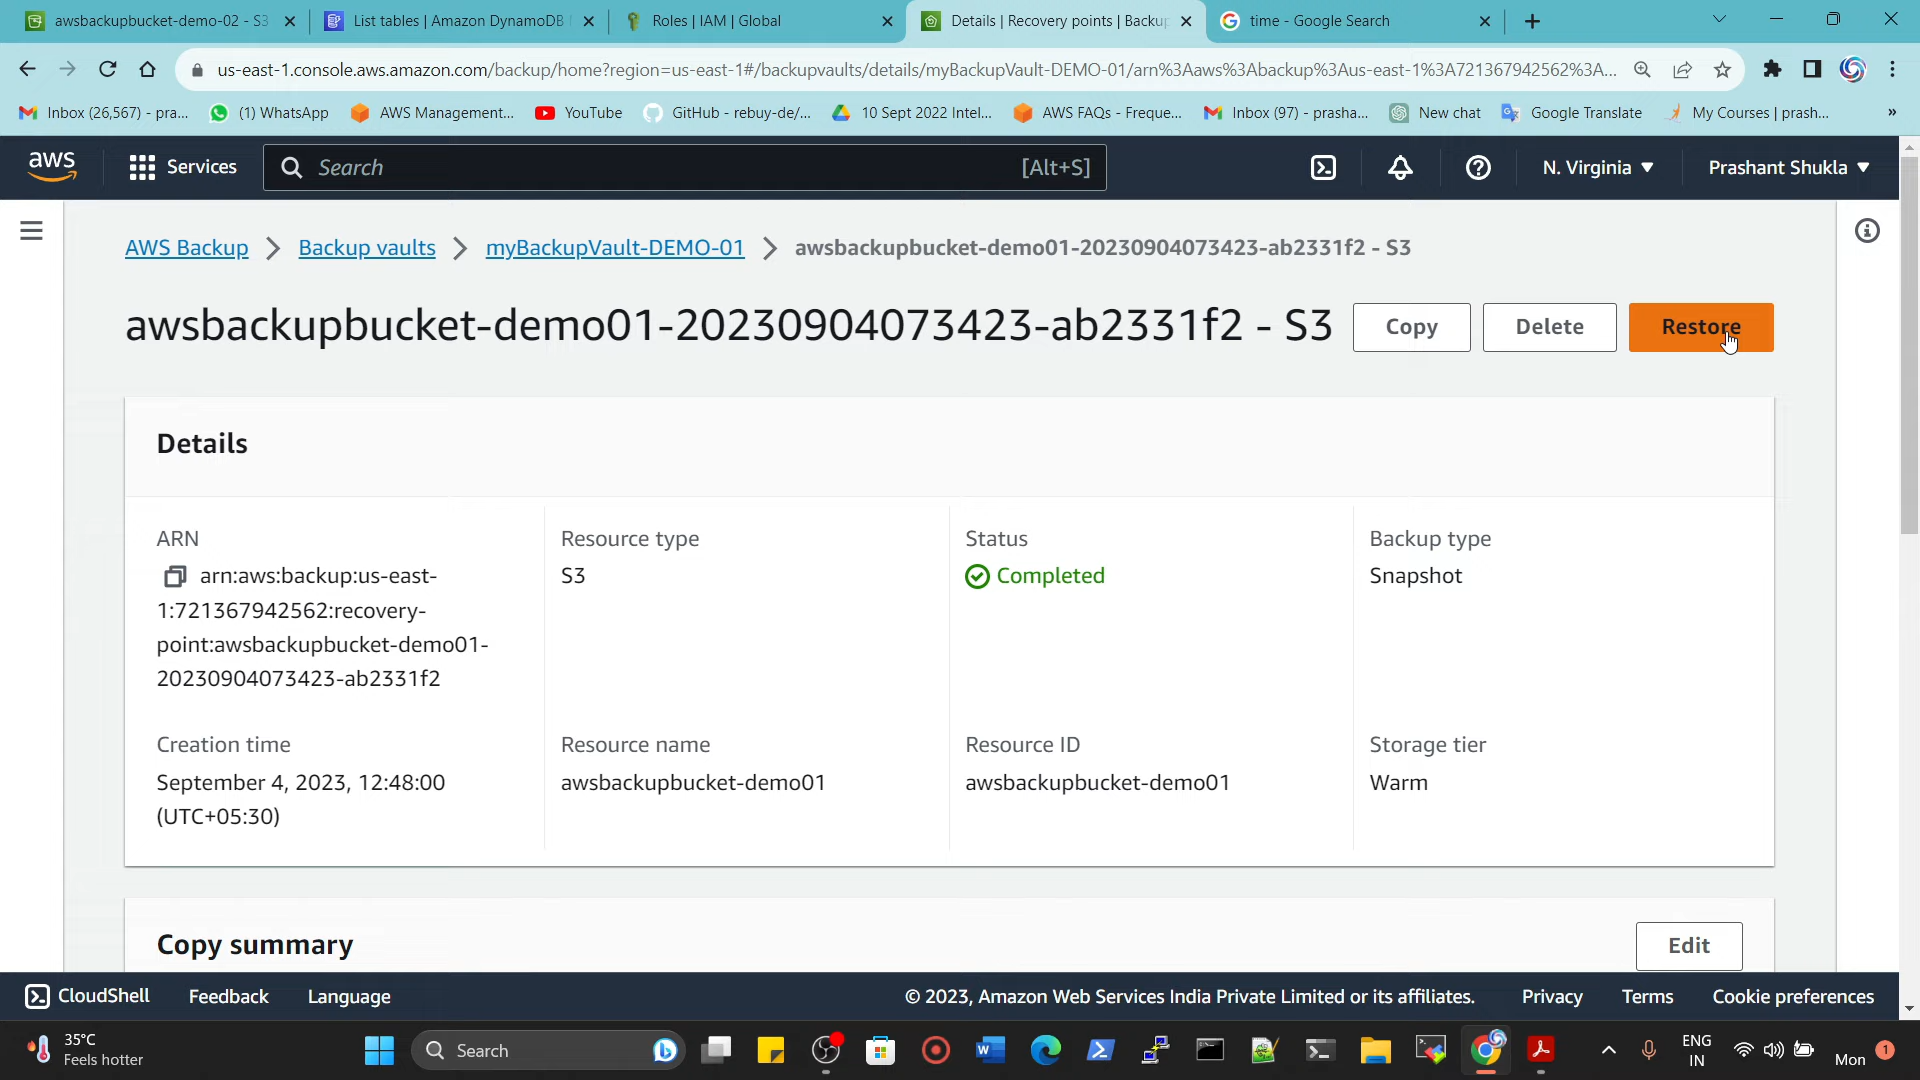 awsbackupbucket-demo-02 - S3
List tables | Amazon DynamoDB
Roles | IAM | Global
Details | Recovery points | Backup
time - Google Search
us-east-1.console.aws.amazon.com/backup/home?region=us-east-1#/backupvaults/details/myBackupVault-DEMO-01/arn%3Aaws%3Abackup%3Aus-east-1%3A721367942562%3A...
Inbox (26,567) - pra...
(1) WhatsApp
AWS Management...
YouTube
GitHub - rebuy-de/...
10 Sept 2022 Intel...
AWS FAQs - Freque...
Inbox (97) - prasha...
New chat
Google Translate
My Courses | prash...
»
aws
Services
Search
[Alt+S]
N. Virginia
Prashant Shukla
AWS Backup
Backup vaults
myBackupVault-DEMO-01
awsbackupbucket-demo01-20230904073423-ab2331f2 - S3
awsbackupbucket-demo01-20230904073423-ab2331f2 - S3
Copy
Delete
Restore
Details
ARN
arn:aws:backup:us-east-
1:721367942562:recovery-
point:awsbackupbucket-demo01-
20230904073423-ab2331f2
Resource type
S3
Status
Completed
Backup type
Snapshot
Creation time
September 4, 2023, 12:48:00
(UTC+05:30)
Resource name
awsbackupbucket-demo01
Resource ID
awsbackupbucket-demo01
Storage tier
Warm
Copy summary
Edit
CloudShell
Feedback
Language
© 2023, Amazon Web Services India Private Limited or its affiliates.
Privacy
Terms
Cookie preferences
35°C
Feels hotter
Search
ENG
IN
Mon
1